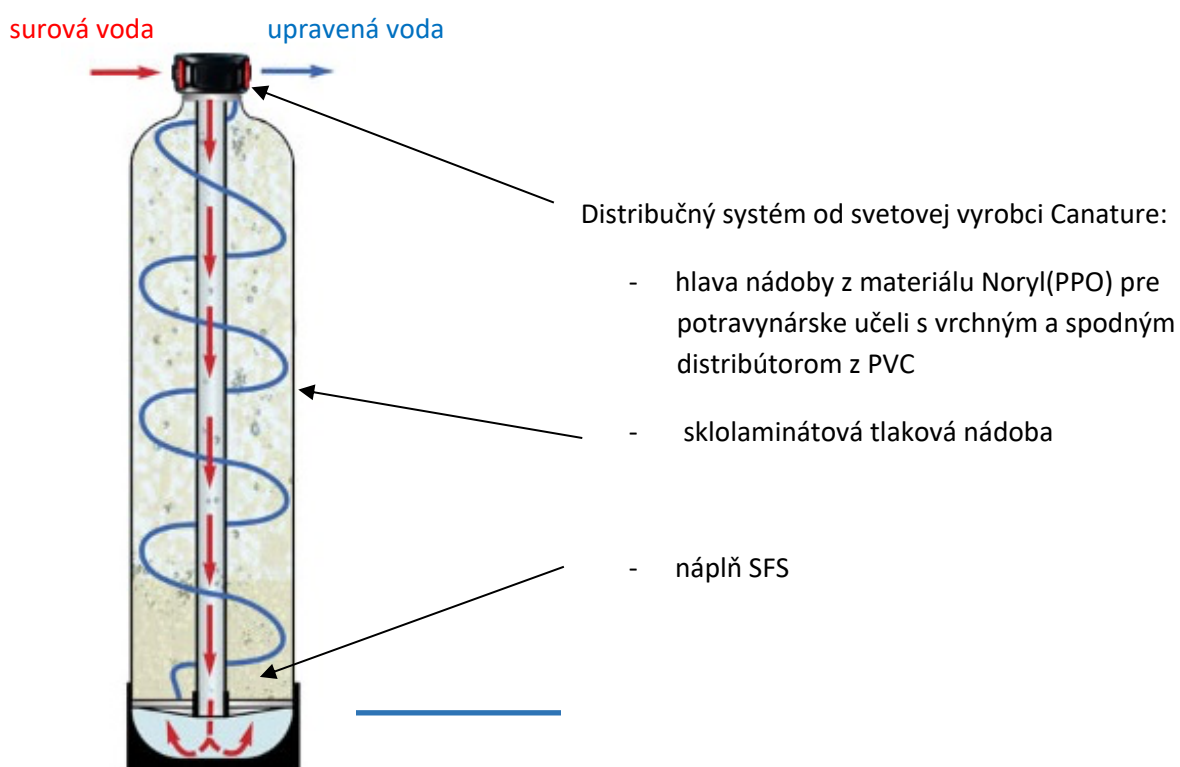 surová voda
upravená voda
Distribučný systém od svetovej vyrobci Canature:
- hlava nádoby z materiálu Noryl(PPO) pre
potravynárske učeli s vrchným a spodným
distribútorom z PVC
- sklolaminátová tlaková nádoba
- náplň SFS